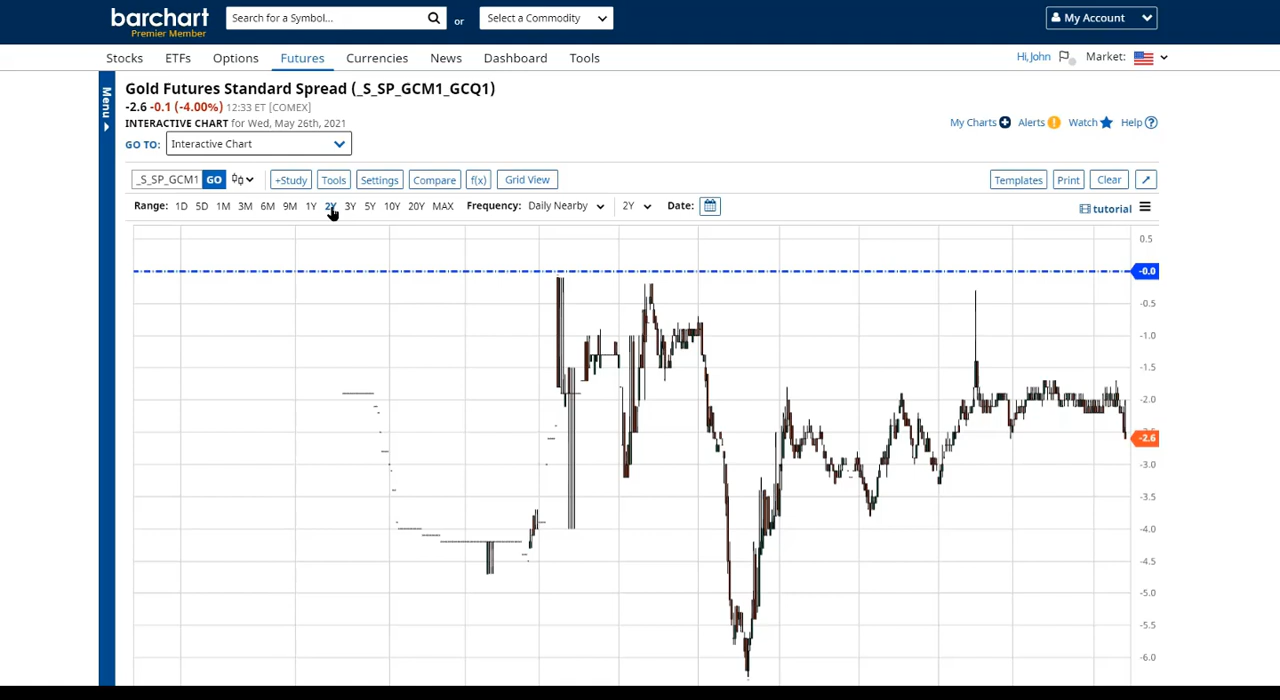 barchart
Premier Member
Search for a Symbol...
or
Select a Commodity
My Account
Stocks ETFs Options Futures Currencies News Dashboard Tools
Hi, John
Market:
Menu
Gold Futures Standard Spread (_S_SP_GCM1_GCQ1)
-2.6 -0.1 (-4.00%) 12:33 ET [COMEX]
INTERACTIVE CHART for Wed, May 26th, 2021
My Charts Alerts Watch Help
GO TO: Interactive Chart
_S_SP_GCM1 GO +Study Tools Settings Compare f(x) Grid View Templates Print Clear
Range: 1D 5D 1M 3M 6M 9M 1Y 2Y 3Y 5Y 10Y 20Y MAX Frequency: Daily Nearby 2Y Date:
tutorial
0.5
-0.0
-0.5
-1.0
-1.5
-2.0
-2.6
-3.0
-3.5
-4.0
-4.5
-5.0
-5.5
-6.0